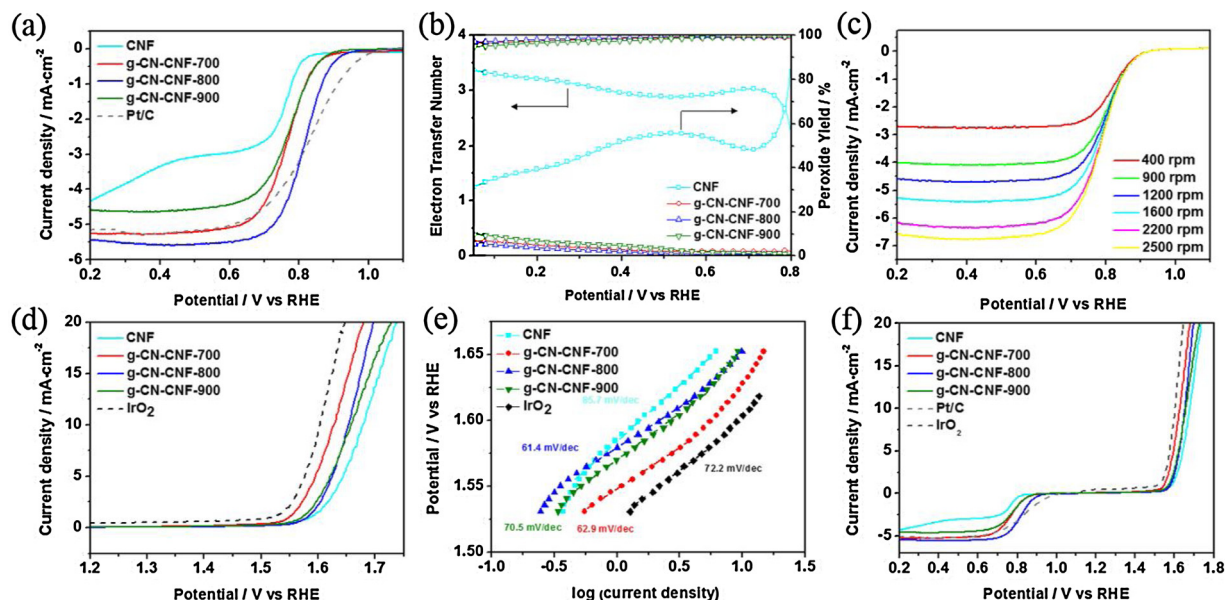 (a)
CNF
g-CN-CNF-700
g-CN-CNF-800
g-CN-CNF-900
Pt/C
Current density / mA·cm-2
0
-1
-2
-3
-4
-5
-6
0.2 0.4 0.6 0.8 1.0
Potential / V vs RHE
(b)
Electron Transfer Number
4
3
2
1
0
Peroxide Yield / %
100
80
60
40
20
0
CNF
g-CN-CNF-700
g-CN-CNF-800
g-CN-CNF-900
0.2 0.4 0.6 0.8
Potential / V vs RHE
(c)
Current density / mA·cm-2
0
-1
-2
-3
-4
-5
-6
-7
400 rpm
900 rpm
1200 rpm
1600 rpm
2200 rpm
2500 rpm
0.2 0.4 0.6 0.8 1.0
Potential / V vs RHE
(d)
CNF
g-CN-CNF-700
g-CN-CNF-800
g-CN-CNF-900
IrO2
Current density / mA·cm-2
20
15
10
5
0
1.2 1.3 1.4 1.5 1.6 1.7
Potential / V vs RHE
(e)
CNF
g-CN-CNF-700
g-CN-CNF-800
g-CN-CNF-900
IrO2
Potential / V vs RHE
1.65
1.60
1.55
1.50
95.7 mV/dec
61.4 mV/dec
72.2 mV/dec
70.5 mV/dec
62.9 mV/dec
-1.0 -0.5 0.0 0.5 1.0 1.5
log (current density)
(f)
CNF
g-CN-CNF-700
g-CN-CNF-800
g-CN-CNF-900
Pt/C
IrO2
Current density / mA·cm-2
20
15
10
5
0
-5
0.2 0.4 0.6 0.8 1.0 1.2 1.4 1.6 1.8
Potential / V vs RHE